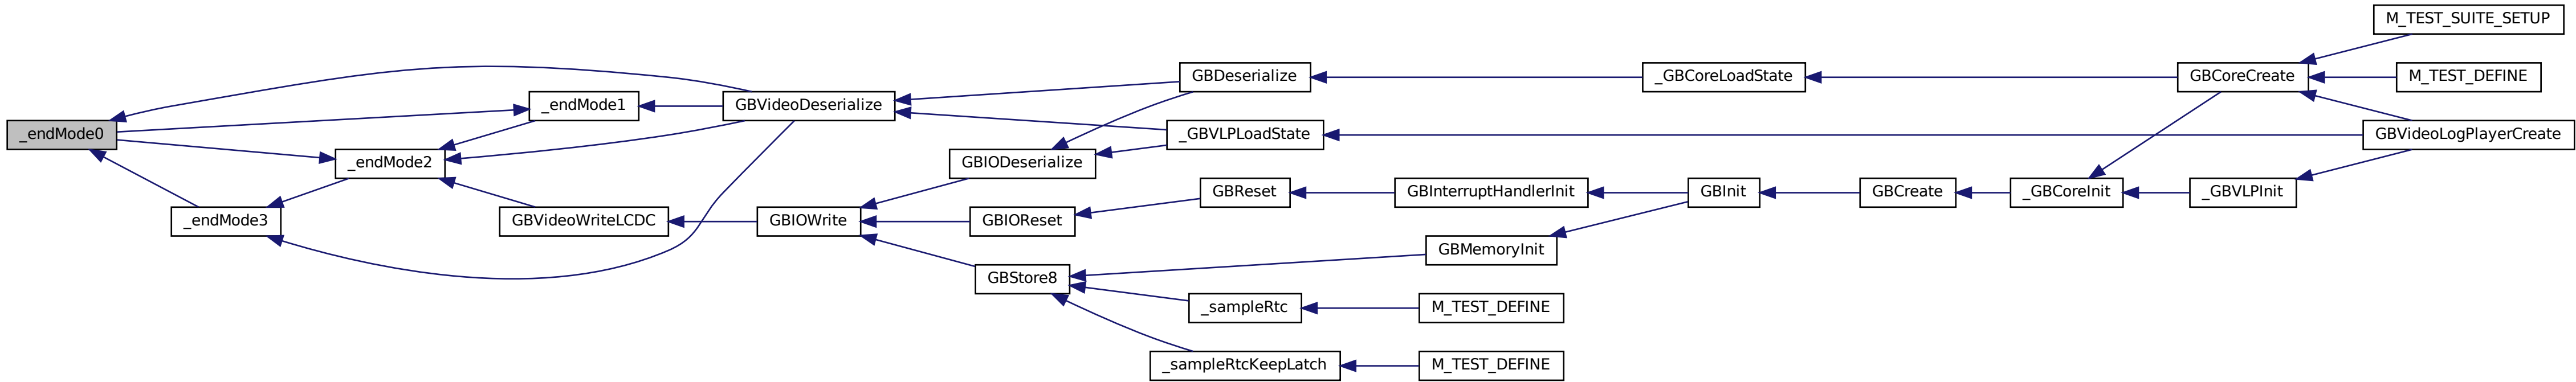 M_TEST_SUITE_SETUP
GBDeserialize
_GBCoreLoadState
GBCoreCreate
M_TEST_DEFINE
_endMode1
GBVideoDeserialize
_endMode0
_GBVLPLoadState
GBVideoLogPlayerCreate
_endMode2
GBIODeserialize
GBReset
GBInterruptHandlerInit
GBInit
GBCreate
_GBCoreInit
_GBVLPInit
_endMode3
GBVideoWriteLCDC
GBIOWrite
GBIOReset
GBMemoryInit
GBStore8
_sampleRtc
M_TEST_DEFINE
_sampleRtcKeepLatch
M_TEST_DEFINE